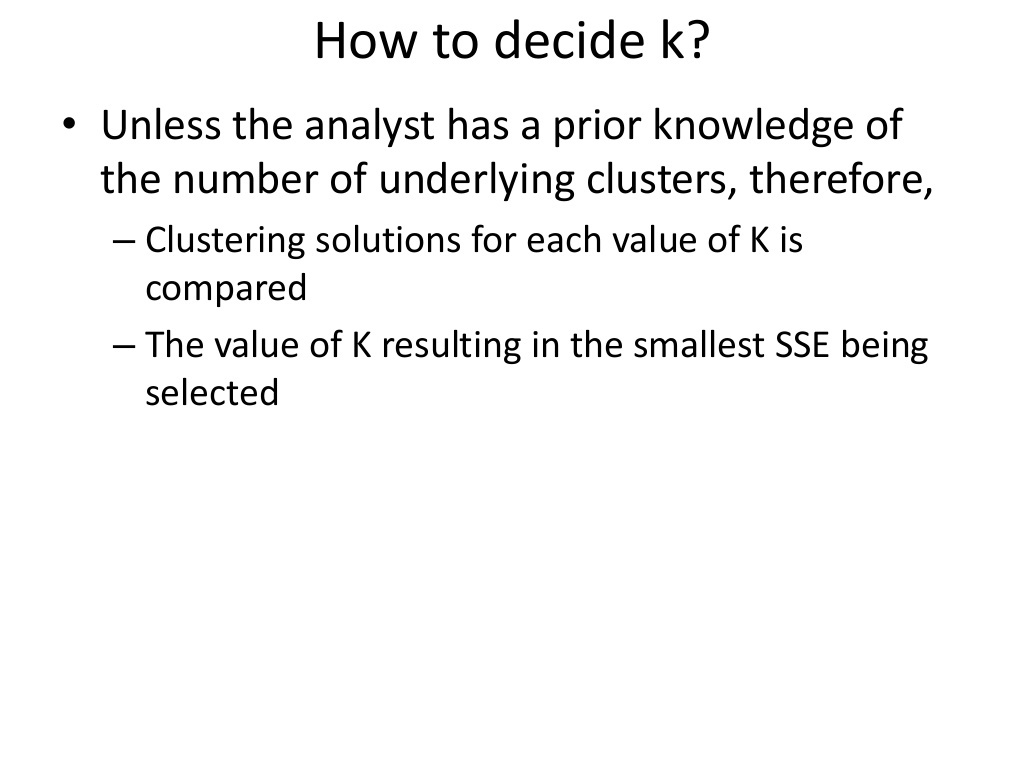 How to decide k?
• Unless the analyst has a prior knowledge of
the number of underlying clusters, therefore,
– Clustering solutions for each value of K is
compared
– The value of K resulting in the smallest SSE being
selected